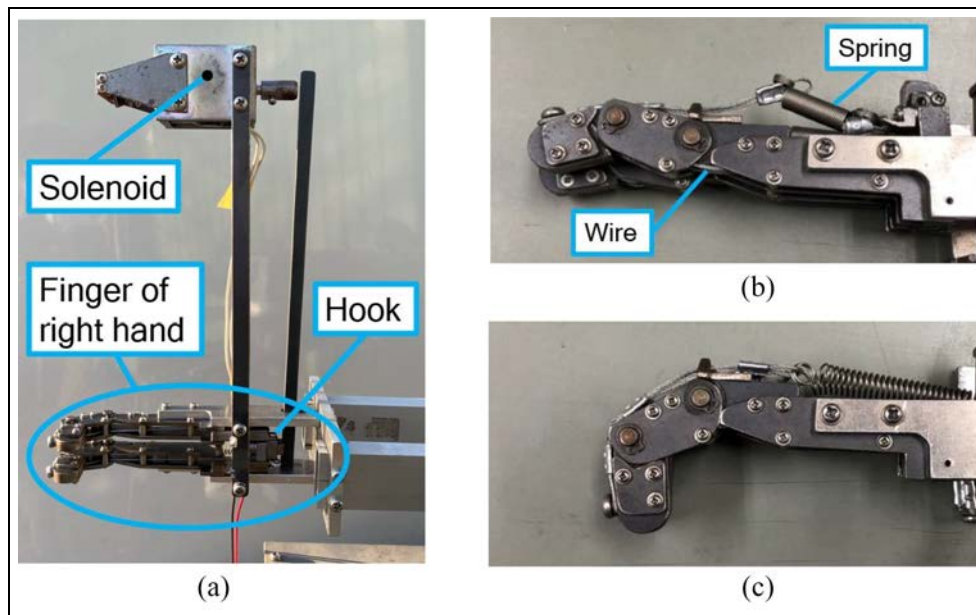 Solenoid
Finger of
right hand
Hook
(a)
Spring
Wire
(b)
(c)